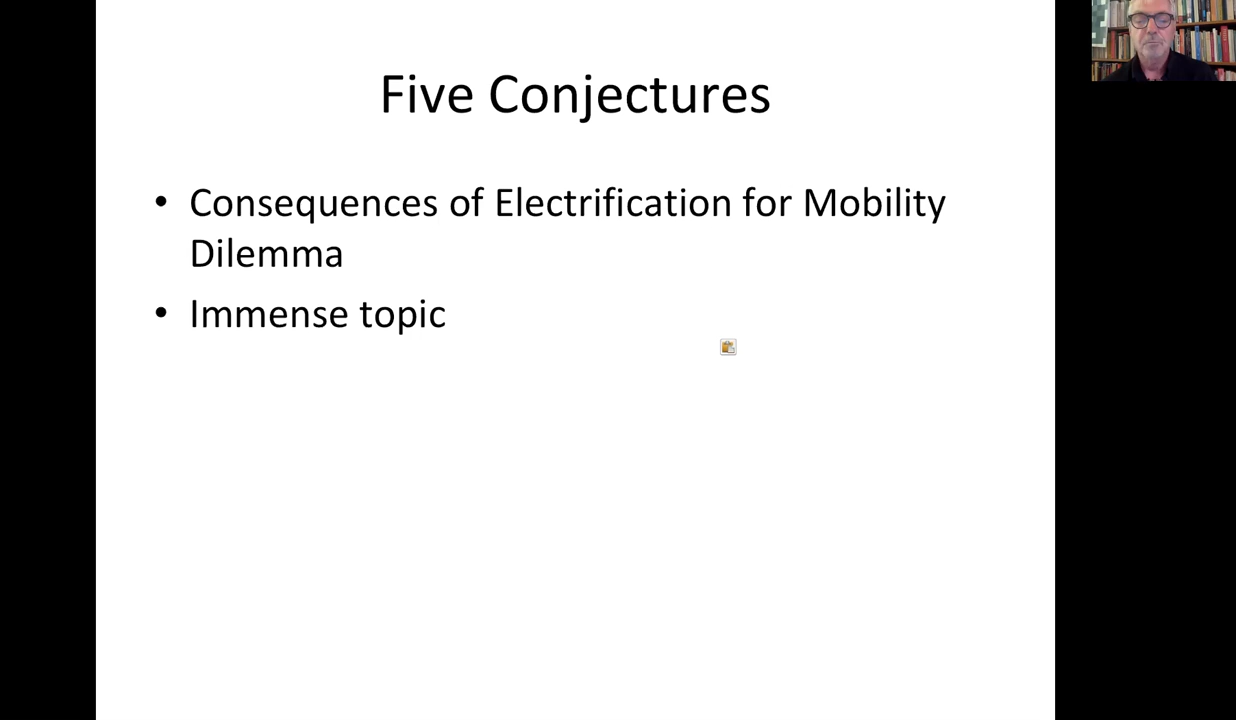 Five Conjectures
• Consequences of Electrification for Mobility
Dilemma
• Immense topic